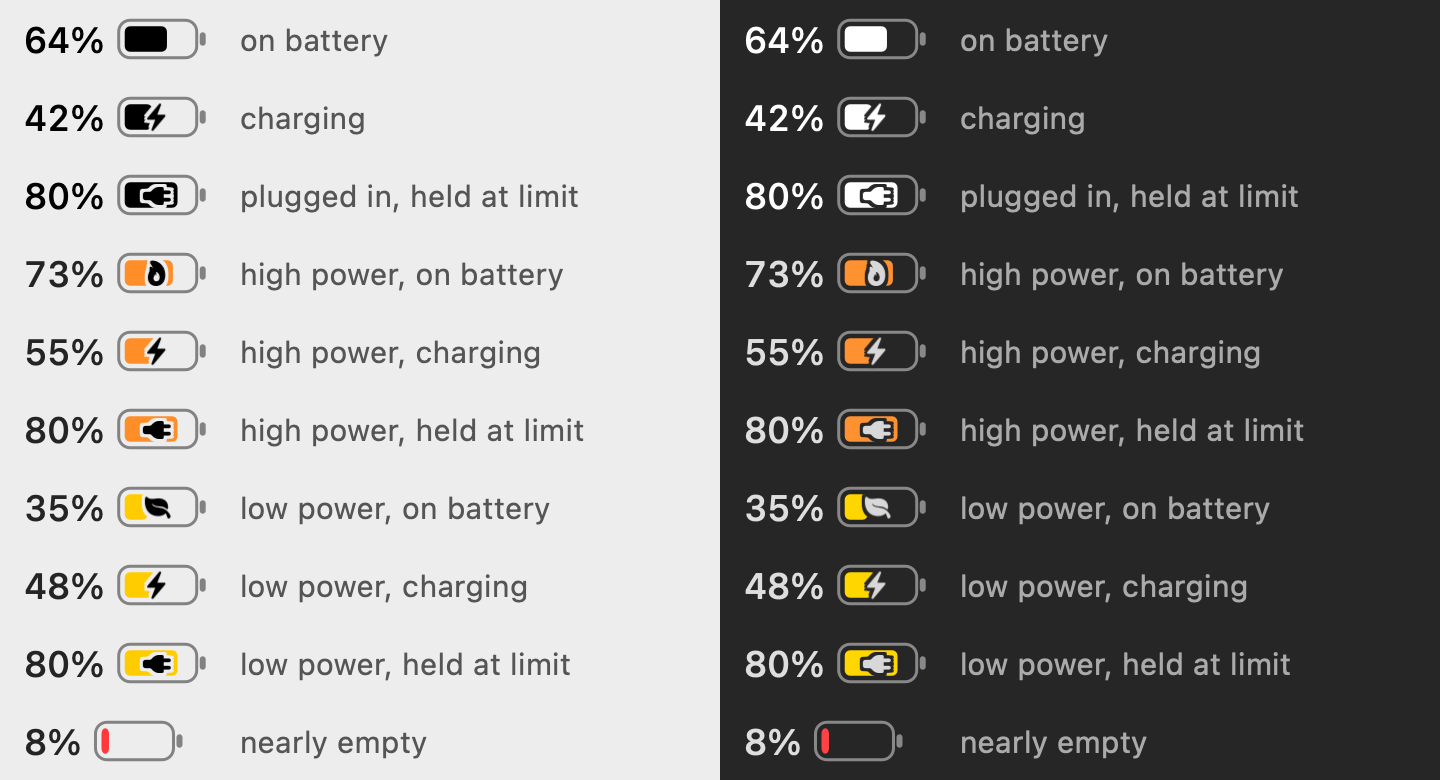 64% on battery
42% charging
80% plugged in, held at limit
73% high power, on battery
55% high power, charging
80% high power, held at limit
35% low power, on battery
48% low power, charging
80% low power, held at limit
8% nearly empty
64% on battery
42% charging
80% plugged in, held at limit
73% high power, on battery
55% high power, charging
80% high power, held at limit
35% low power, on battery
48% low power, charging
80% low power, held at limit
8% nearly empty